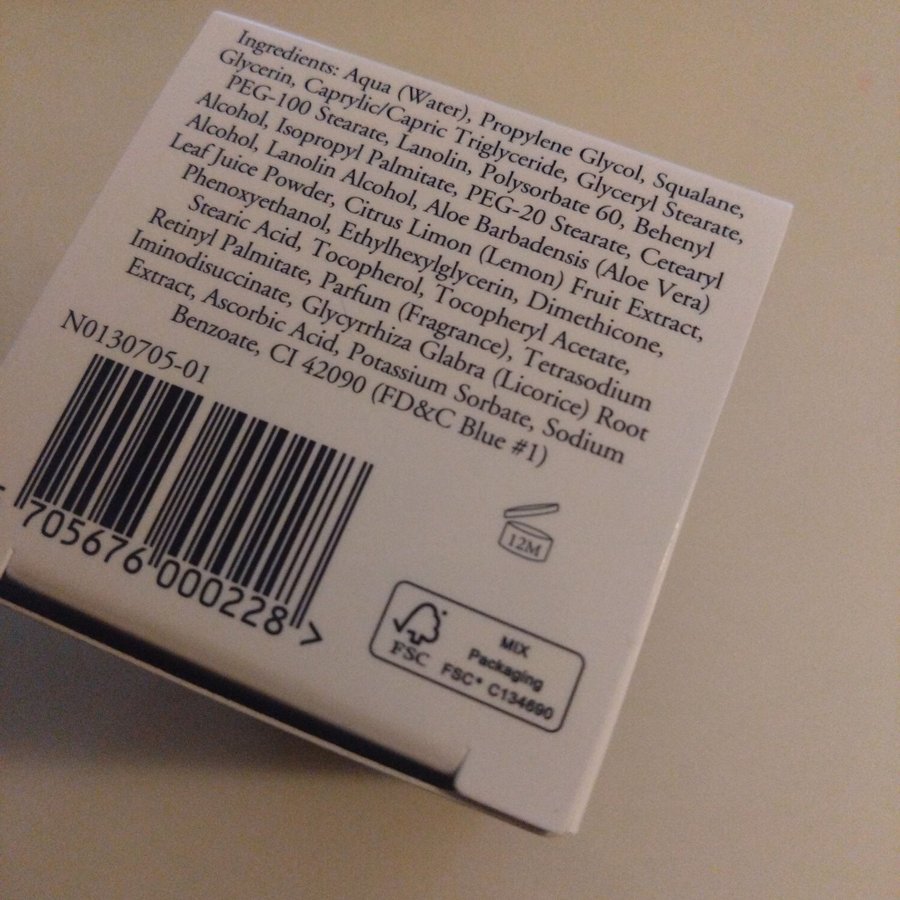 Ingredients: Aqua (Water), Propylene Glycol, Squalane,
Glycerin, Caprylic/Capric Triglyceride, Glyceryl Stearate,
PEG-100 Stearate, Lanolin, Polysorbate 60, Behenyl
Alcohol, Isopropyl Palmitate, PEG-20 Stearate, Cetearyl
Alcohol, Lanolin Alcohol, Aloe Barbadensis (Aloe Vera)
Leaf Juice Powder, Citrus Limon (Lemon) Fruit Extract,
Phenoxyethanol, Ethylhexylglycerin, Dimethicone,
Stearic Acid, Tocopherol, Tocopheryl Acetate,
Retinyl Palmitate, Parfum (Fragrance), Tetrasodium
Iminodisuccinate, Glycyrrhiza Glabra (Licorice) Root
Extract, Ascorbic Acid, Potassium Sorbate, Sodium
Benzoate, CI 42090 (FD&C Blue #1)
N0130705-01
705676 000228 >
12M
FSC
MIX
Packaging
FSC® C134690